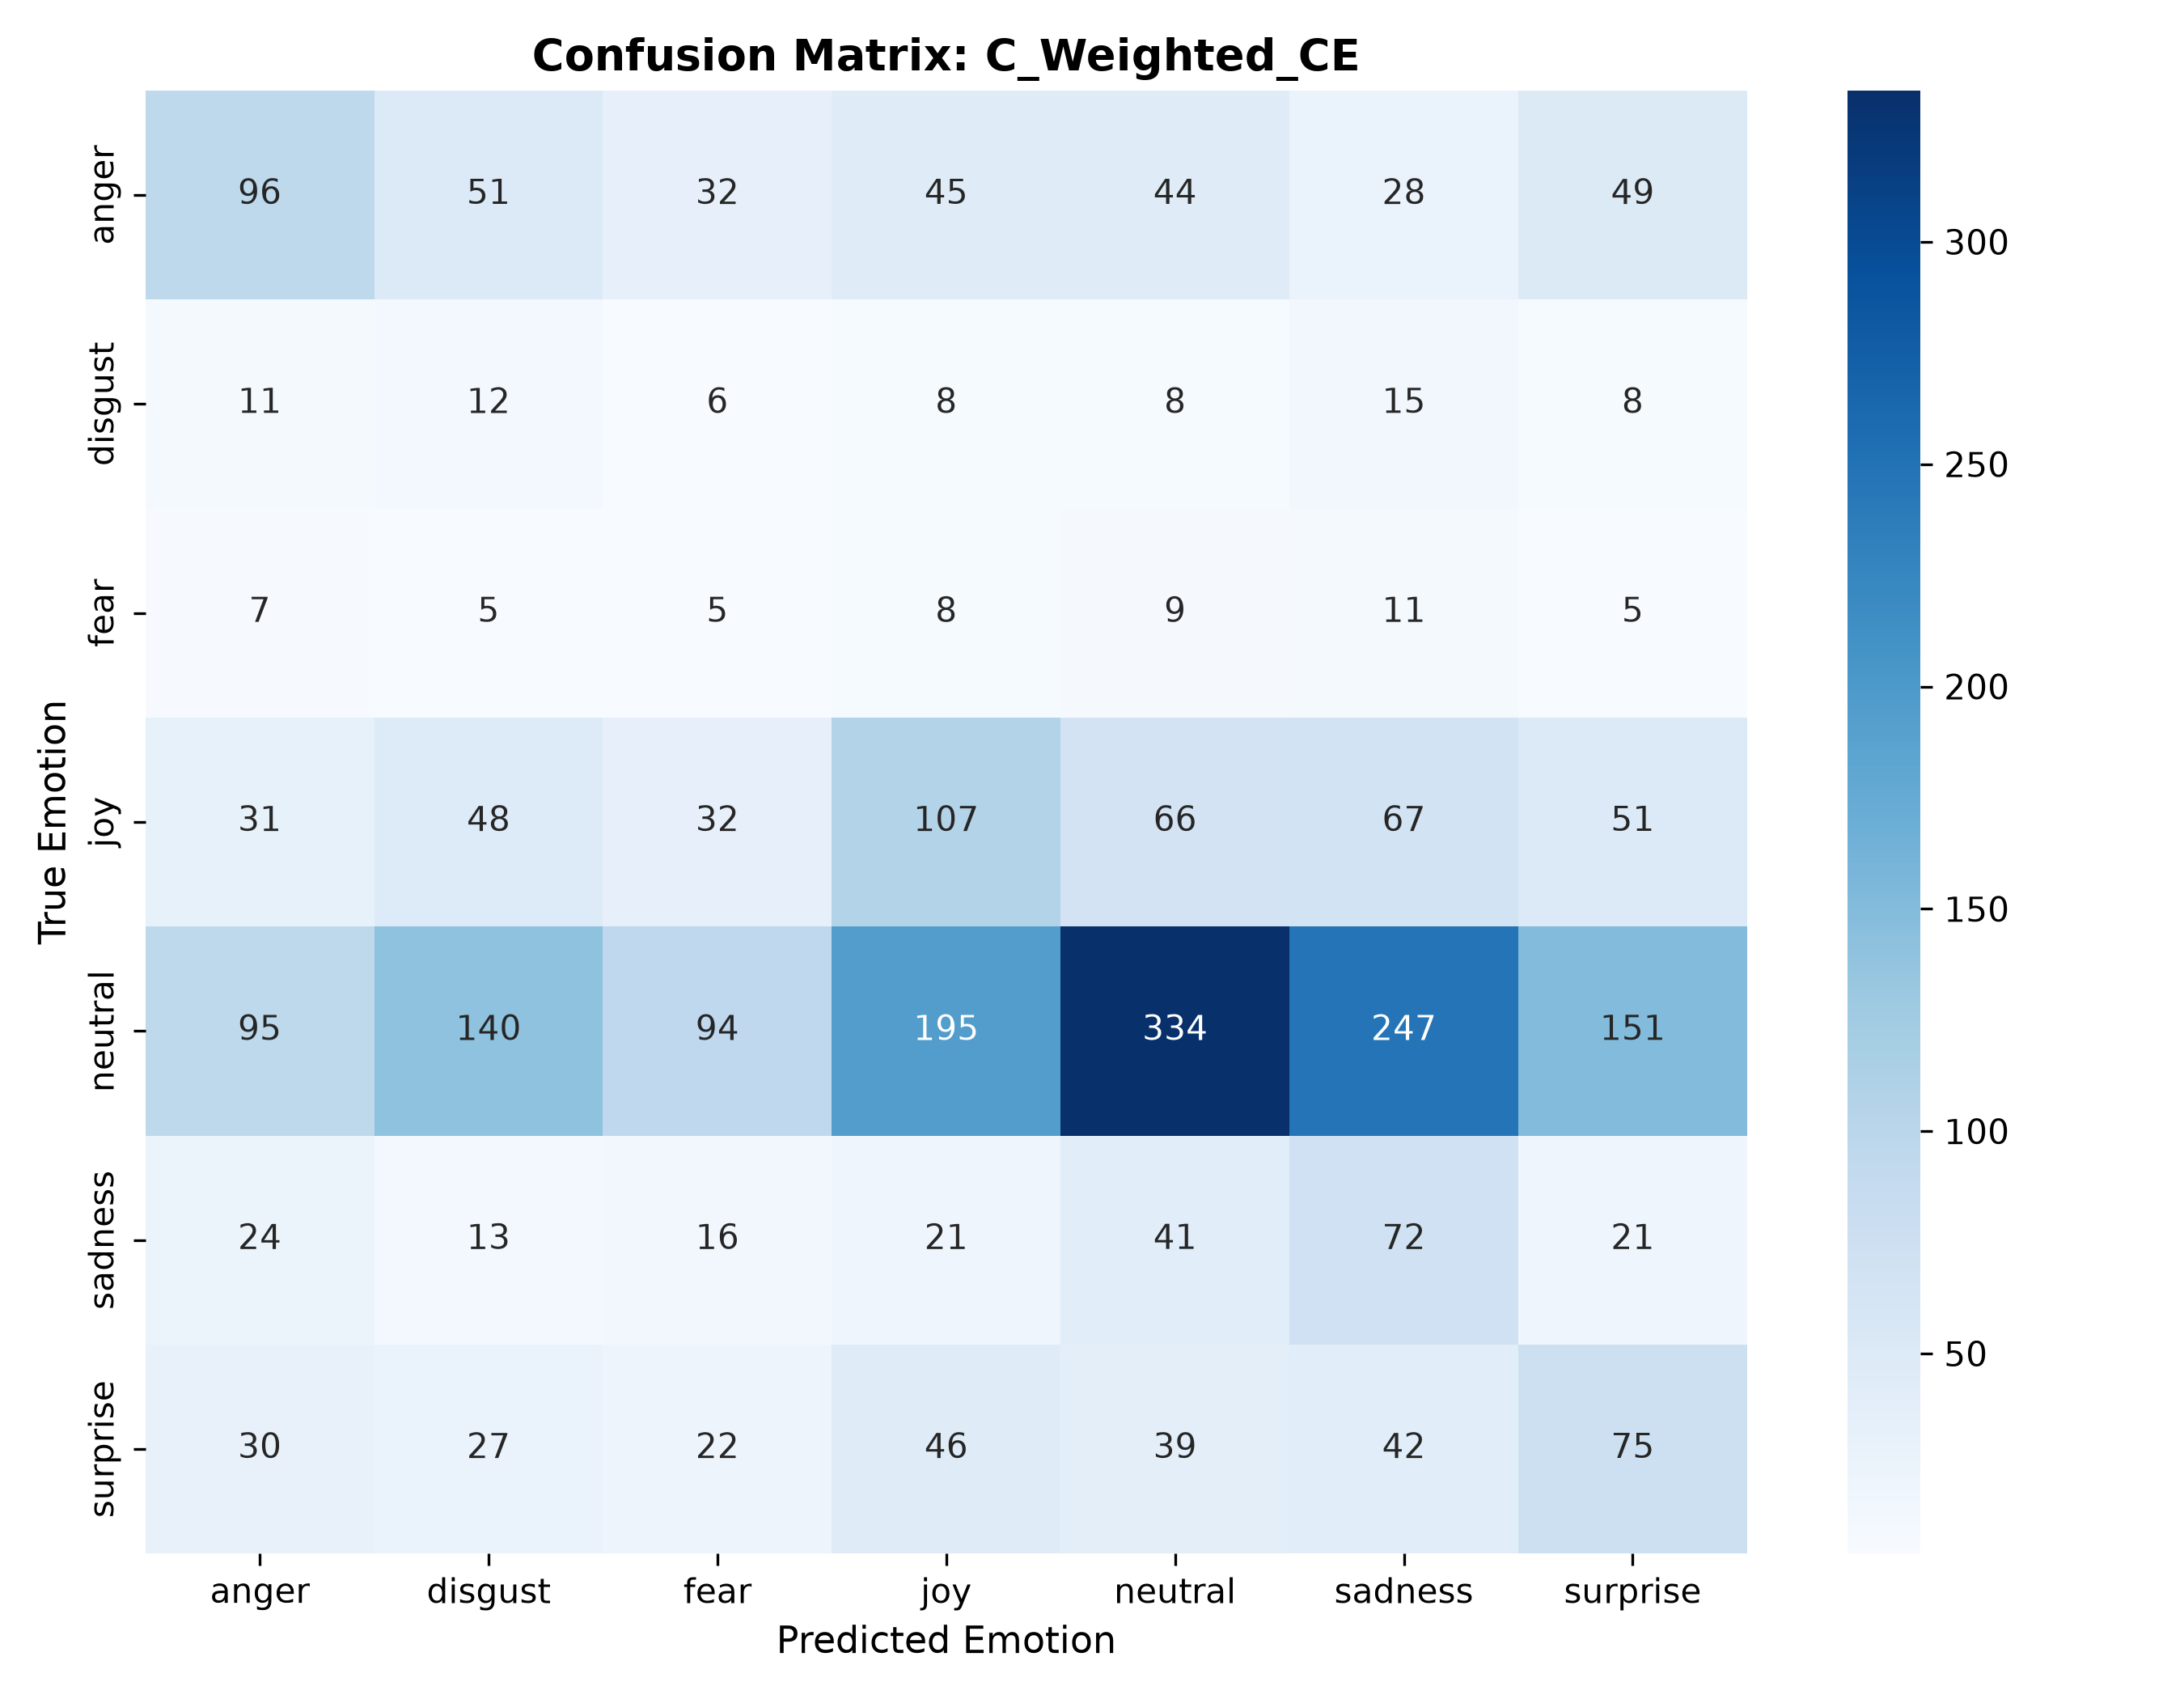 Confusion Matrix: C_Weighted_CE
True Emotion
anger 96 51 32 45 44 28 49
disgust 11 12 6 8 8 15 8
fear 7 5 5 8 9 11 5
joy 31 48 32 107 66 67 51
neutral 95 140 94 195 334 247 151
sadness 24 13 16 21 41 72 21
surprise 30 27 22 46 39 42 75
anger disgust fear joy neutral sadness surprise
Predicted Emotion
300
250
200
150
100
50